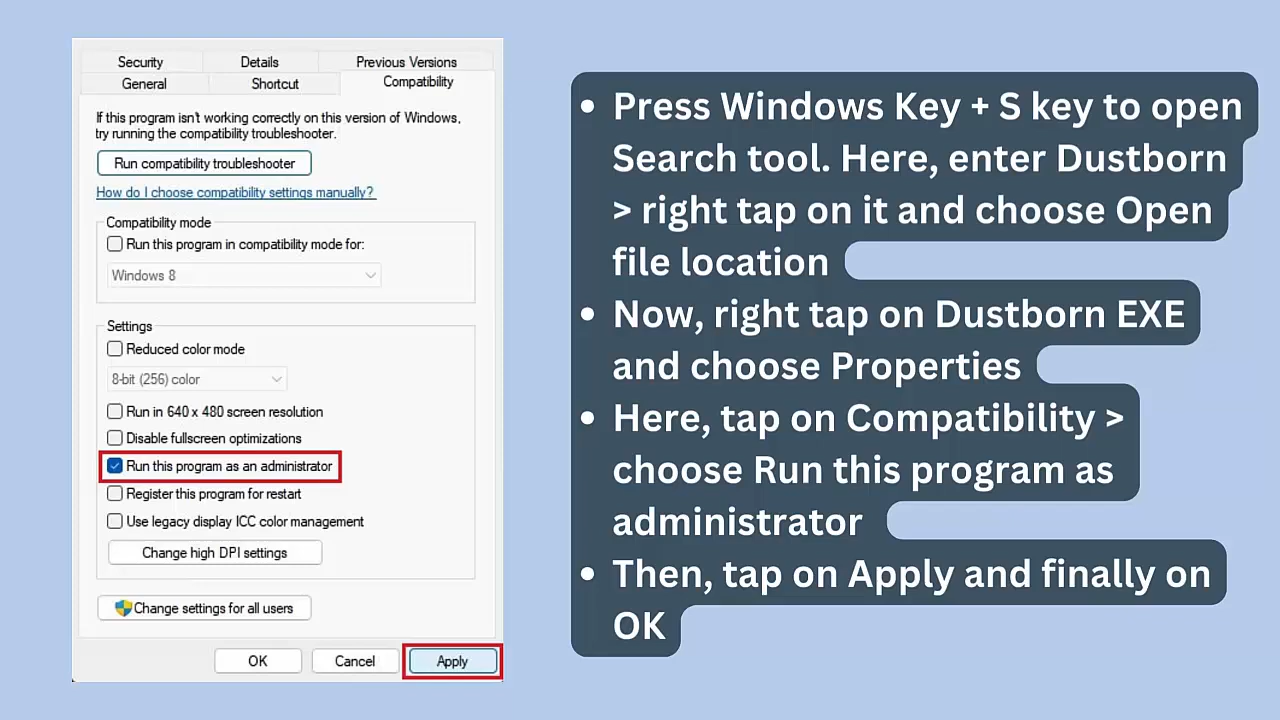 Security Details Previous Versions
General Shortcut Compatibility
If this program isn't working correctly on this version of Windows,
try running the compatibility troubleshooter.
Run compatibility troubleshooter
How do I choose compatibility settings manually?
Compatibility mode
Run this program in compatibility mode for:
Windows 8
Settings
Reduced color mode
8-bit (256) color
Run in 640 x 480 screen resolution
Disable fullscreen optimizations
Run this program as an administrator
Register this program for restart
Use legacy display ICC color management
Change high DPI settings
Change settings for all users
OK Cancel Apply
• Press Windows Key + S key to open
Search tool. Here, enter Dustborn
> right tap on it and choose Open
file location
• Now, right tap on Dustborn EXE
and choose Properties
• Here, tap on Compatibility >
choose Run this program as
administrator
• Then, tap on Apply and finally on
OK